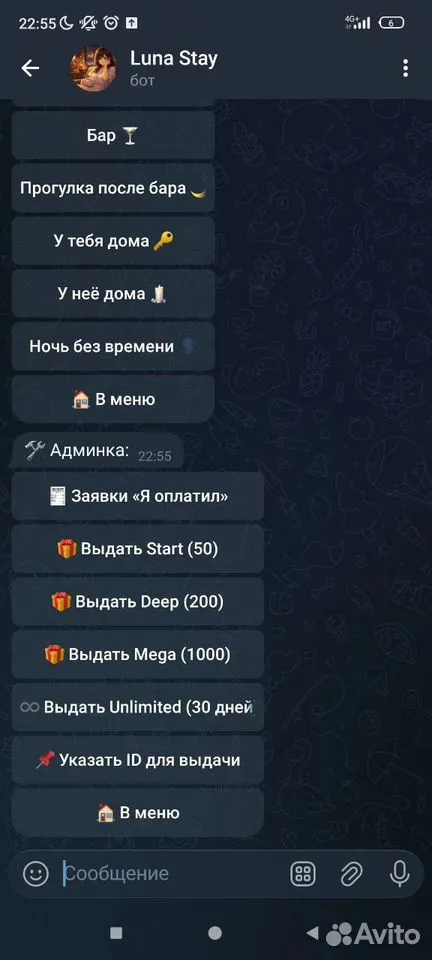 22:55
4G+
6
Luna Stay
бот
Бар
Прогулка после бара
У тебя дома
У неё дома
Ночь без времени
В меню
Админка: 22:55
Заявки «Я оплатил»
Выдать Start (50)
Выдать Deep (200)
Выдать Mega (1000)
Выдать Unlimited (30 дней
Указать ID для выдачи
В меню
Сообщение
Avito